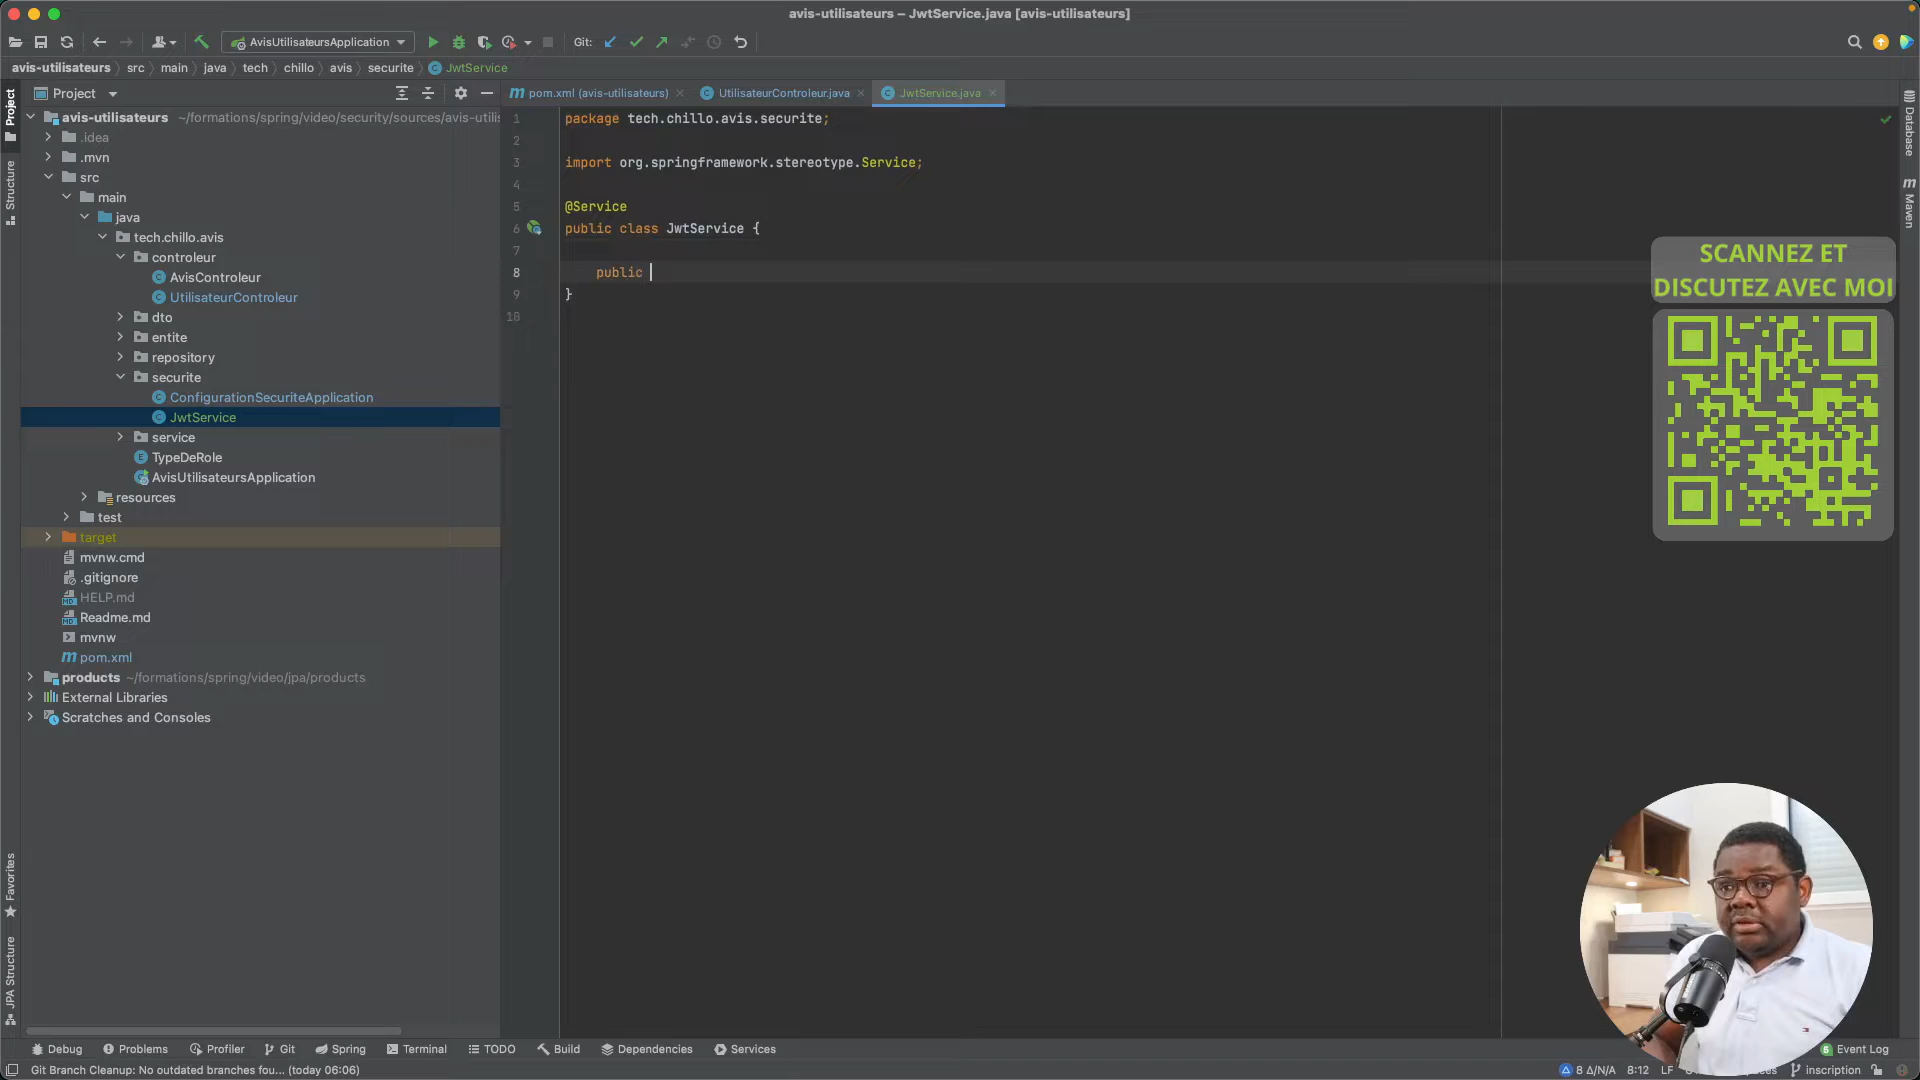 avis-utilisateurs – JwtService.java [avis-utilisateurs]
AvisUtilisateursApplication
Git:
avis-utilisateurs
src
main
java
tech
chillo
avis
securite
JwtService
Project
Project
pom.xml (avis-utilisateurs)
UtilisateurControleur.java
JwtService.java
avis-utilisateurs ~/formations/spring/video/security/sources/avis-utilis
.idea
.mvn
src
main
java
tech.chillo.avis
controleur
AvisControleur
UtilisateurControleur
dto
entite
repository
securite
ConfigurationSecuriteApplication
JwtService
service
TypeDeRole
AvisUtilisateursApplication
resources
test
target
mvnw.cmd
.gitignore
HELP.md
Readme.md
mvnw
pom.xml
products ~/formations/spring/video/jpa/products
External Libraries
Scratches and Consoles
Structure
Favorites
JPA Structure
1 package tech.chillo.avis.securite;
2
3 import org.springframework.stereotype.Service;
4
5 @Service
6 public class JwtService {
7
8 public
9 }
10
Database
Maven
SCANNEZ ET
DISCUTEZ AVEC MOI
Debug
Problems
Profiler
Git
Spring
Terminal
TODO
Build
Dependencies
Services
5 Event Log
Git Branch Cleanup: No outdated branches fou... (today 06:06)
8 Δ/N/A
8:12
LF
inscription